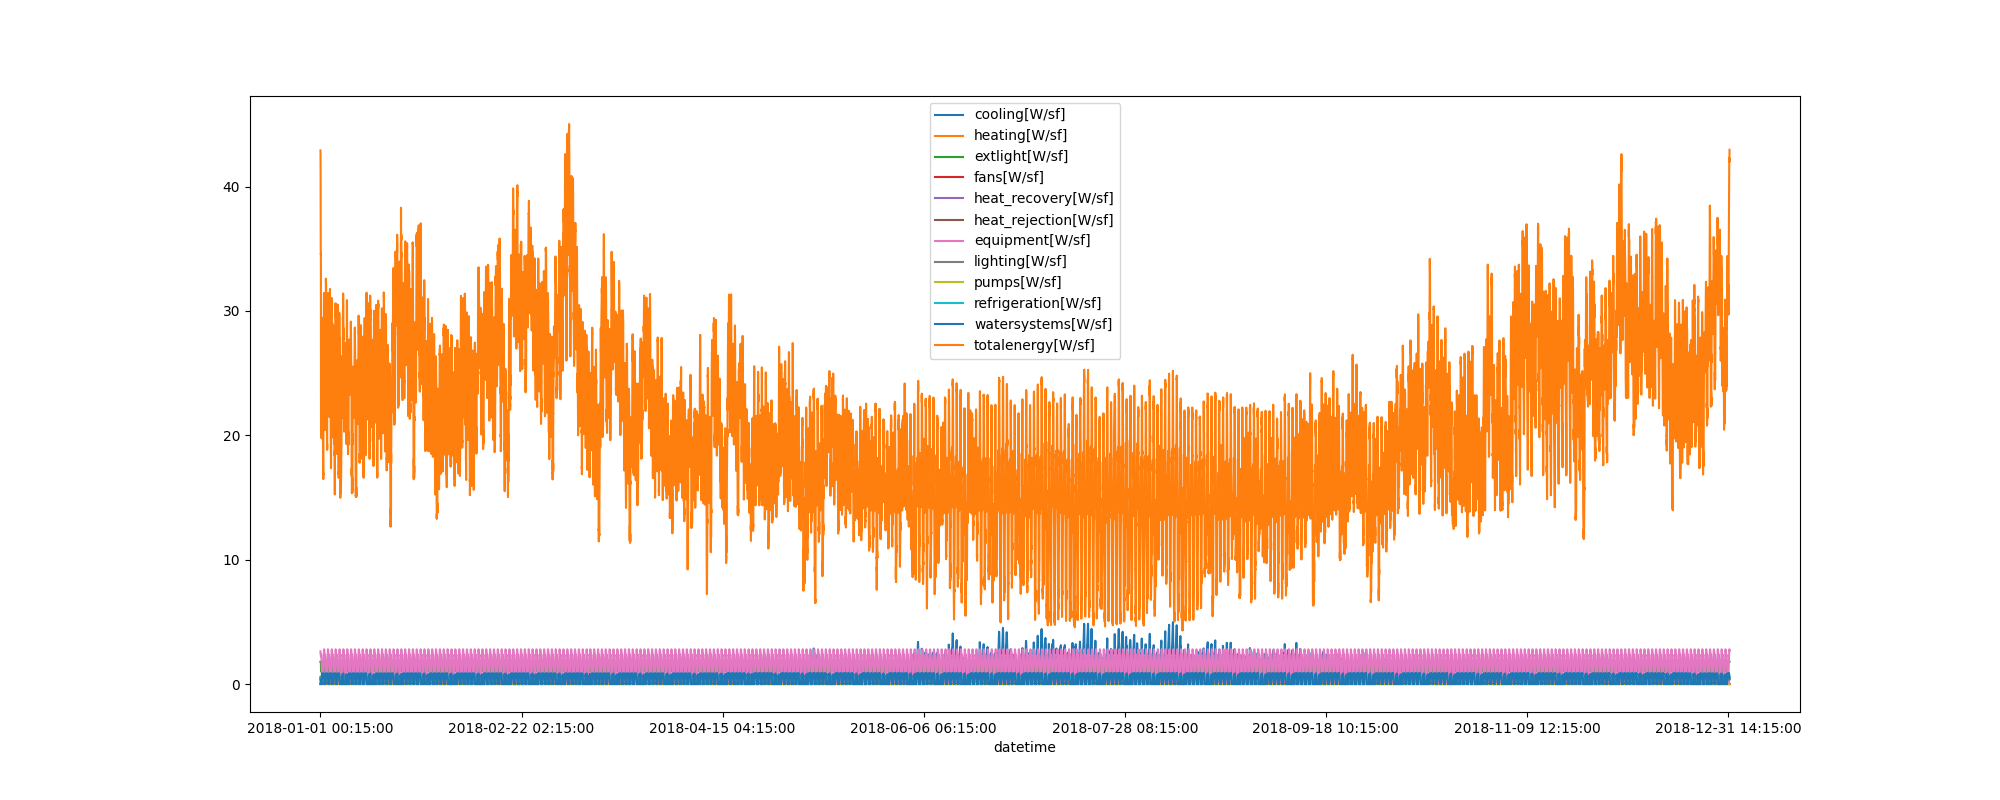 cooling[W/sf]
heating[W/sf]
extlight[W/sf]
fans[W/sf]
heat_recovery[W/sf]
heat_rejection[W/sf]
equipment[W/sf]
lighting[W/sf]
pumps[W/sf]
refrigeration[W/sf]
watersystems[W/sf]
totalenergy[W/sf]
40
30
20
10
0
2018-01-01 00:15:00 2018-02-22 02:15:00 2018-04-15 04:15:00 2018-06-06 06:15:00 2018-07-28 08:15:00 2018-09-18 10:15:00 2018-11-09 12:15:00 2018-12-31 14:15:00
datetime